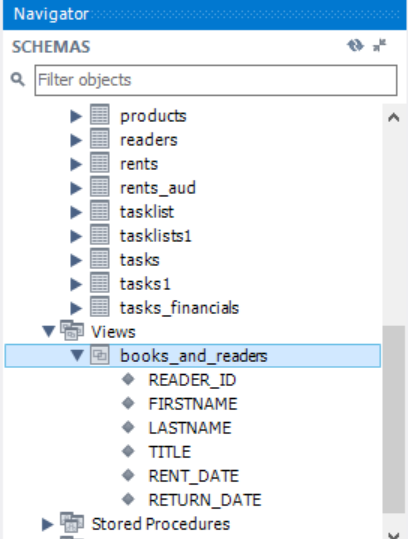 Navigator
SCHEMAS
Filter objects
products
readers
rents
rents_aud
tasklist
tasklists1
tasks
tasks1
tasks_financials
Views
books_and_readers
READER_ID
FIRSTNAME
LASTNAME
TITLE
RENT_DATE
RETURN_DATE
Stored Procedures